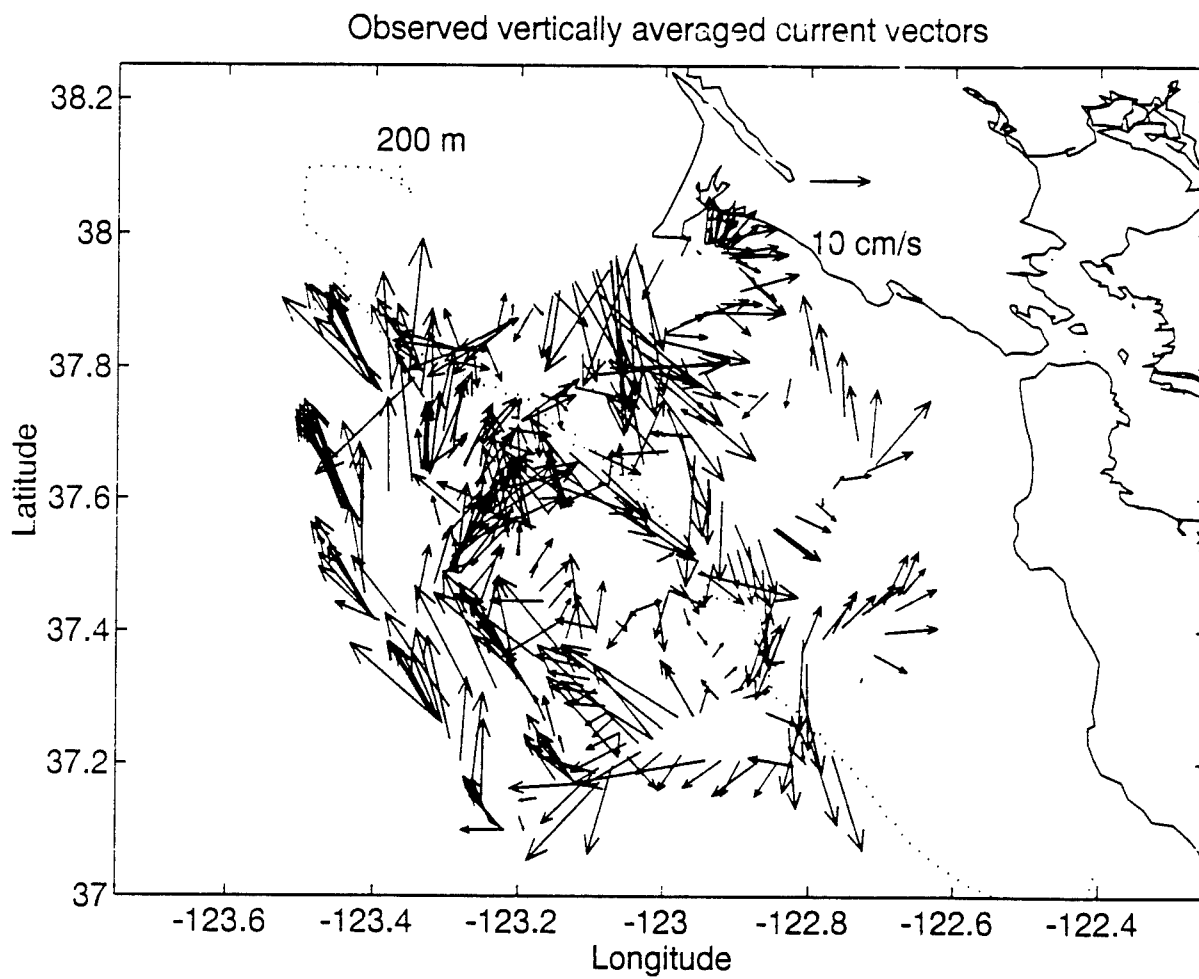 Observed vertically averaged current vectors
38.2
200 m
38
10 cm/s
37.8
Latitude
37.6
37.4
37.2
37
-123.6
-123.4
-123.2
-123
-122.8
-122.6
-122.4
Longitude